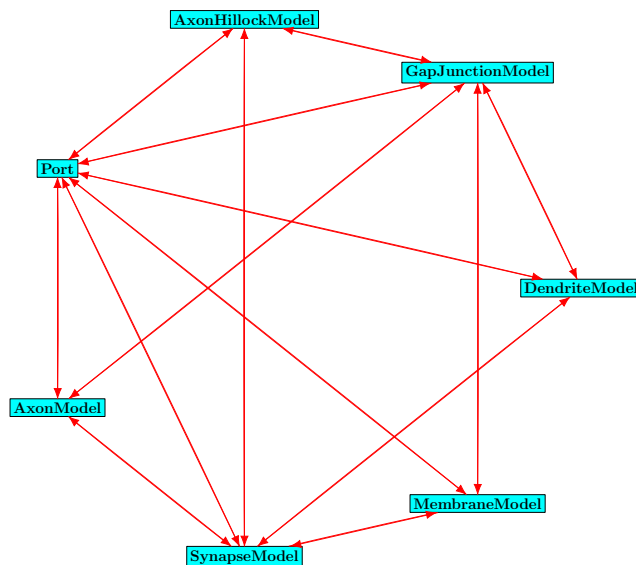 AxonHillockModel
GapJunctionModel
Port
DendriteModel
AxonModel
MembraneModel
SynapseModel